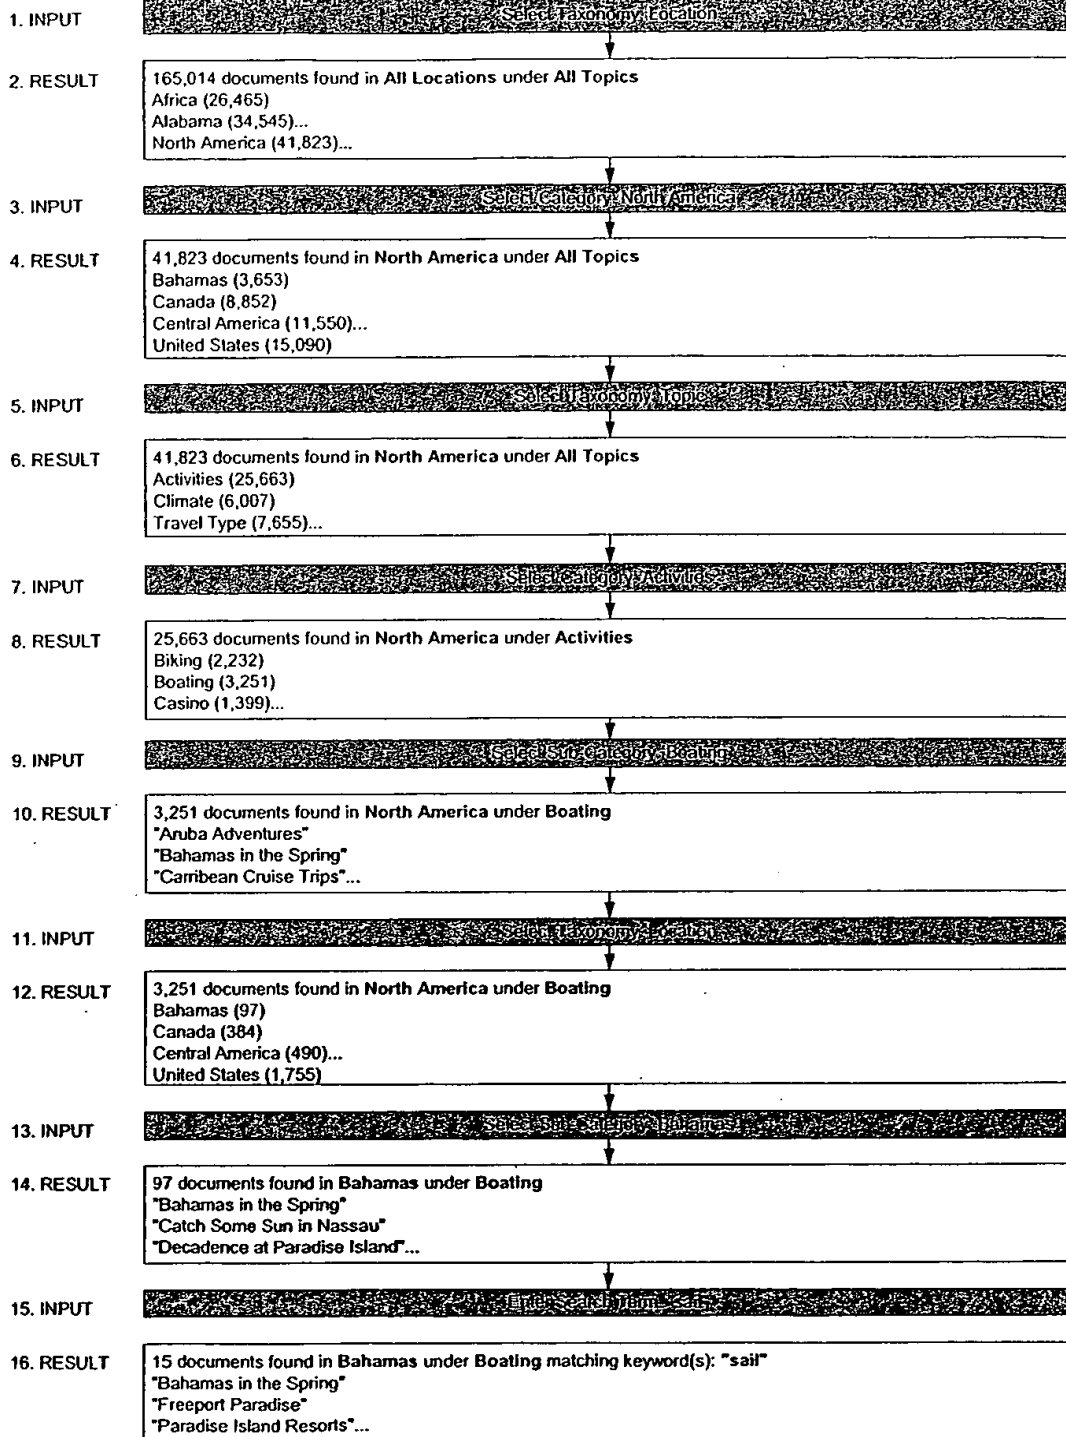 1. INPUT
Select Taxonomy: Location
2. RESULT
165,014 documents found in All Locations under All Topics
Africa (26,465)
Alabama (34,545)...
North America (41,823)...
3. INPUT
Select Category: North America
4. RESULT
41,823 documents found in North America under All Topics
Bahamas (3,653)
Canada (8,852)
Central America (11,550)...
United States (15,090)
5. INPUT
Select Taxonomy: Topic
6. RESULT
41,823 documents found in North America under All Topics
Activities (25,663)
Climate (6,007)
Travel Type (7,655)...
7. INPUT
Select Category: Activities
8. RESULT
25,663 documents found in North America under Activities
Biking (2,232)
Boating (3,251)
Casino (1,399)...
9. INPUT
Select Sub-Category: Boating
10. RESULT
3,251 documents found in North America under Boating
"Aruba Adventures"
"Bahamas in the Spring"
"Carribean Cruise Trips"...
11. INPUT
Select Taxonomy: Location
12. RESULT
3,251 documents found in North America under Boating
Bahamas (97)
Canada (384)
Central America (490)...
United States (1,755)
13. INPUT
Select Sub-Category: Bahamas
14. RESULT
97 documents found in Bahamas under Boating
"Bahamas in the Spring"
"Catch Some Sun in Nassau"
"Decadence at Paradise Island"...
15. INPUT
16. RESULT
15 documents found in Bahamas under Boating matching keyword(s): "sail"
"Bahamas in the Spring"
"Freeport Paradise"
"Paradise Island Resorts"...